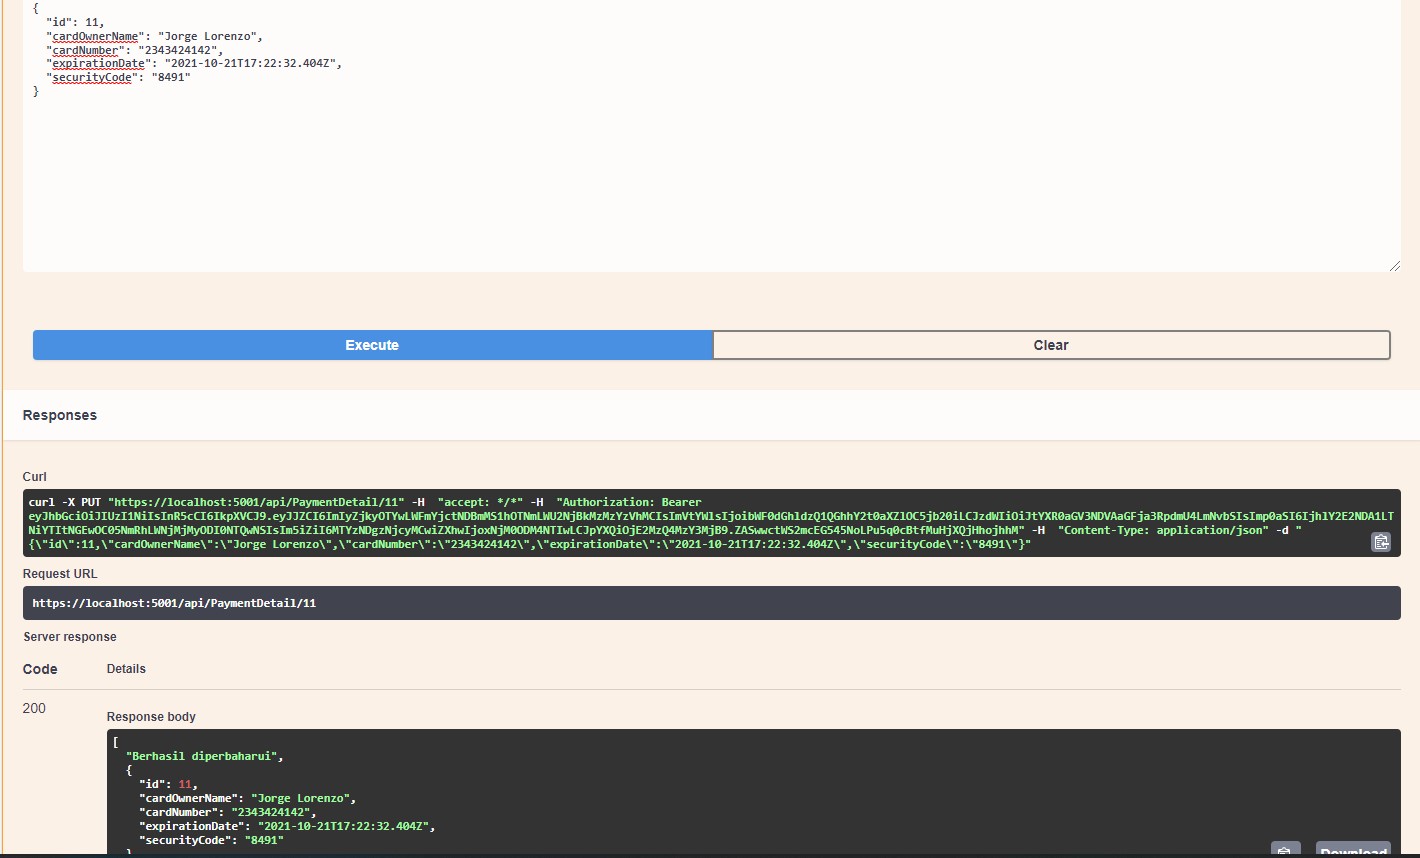 {
"id": 11,
"cardOwnerName": "Jorge Lorenzo",
"cardNumber": "2343424142",
"expirationDate": "2021-10-21T17:22:32.404Z",
"securityCode": "8491"
}
Execute
Clear
Responses
Curl
curl -X PUT "https://localhost:5001/api/PaymentDetail/11" -H "accept: */*" -H "Authorization: Bearer
-H "Content-Type: application/json" -d "
{\"id\":11,\"cardOwnerName\":\"Jorge Lorenzo\",\"cardNumber\":\"2343424142\",\"expirationDate\":\"2021-10-21T17:22:32.404Z\",\"securityCode\":\"8491\"}"
Request URL
https://localhost:5001/api/PaymentDetail/11
Server response
Code Details
200
Response body
[
"Berhasil diperbaharui",
{
"id": 11,
"cardOwnerName": "Jorge Lorenzo",
"cardNumber": "2343424142",
"expirationDate": "2021-10-21T17:22:32.404Z",
"securityCode": "8491"
}
Download